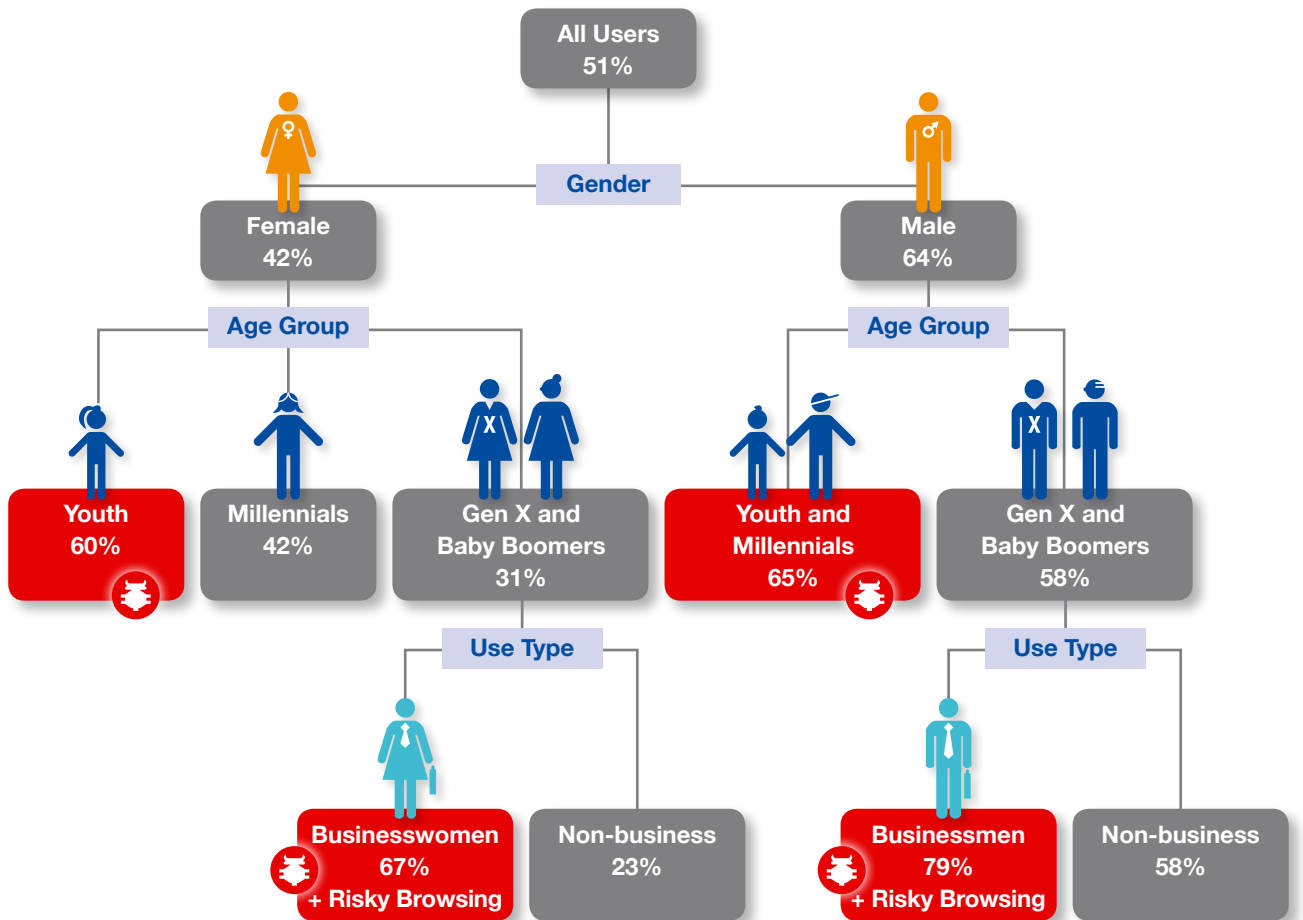 All Users
51%
Gender
Female
42%
Male
64%
Age Group
Age Group
X
X
Youth
60%
Millennials
42%
Gen X and
Baby Boomers
31%
Youth and
Millennials
65%
Gen X and
Baby Boomers
58%
Use Type
Use Type
Businesswomen
67%
+ Risky Browsing
Non-business
23%
Businessmen
79%
+ Risky Browsing
Non-business
58%